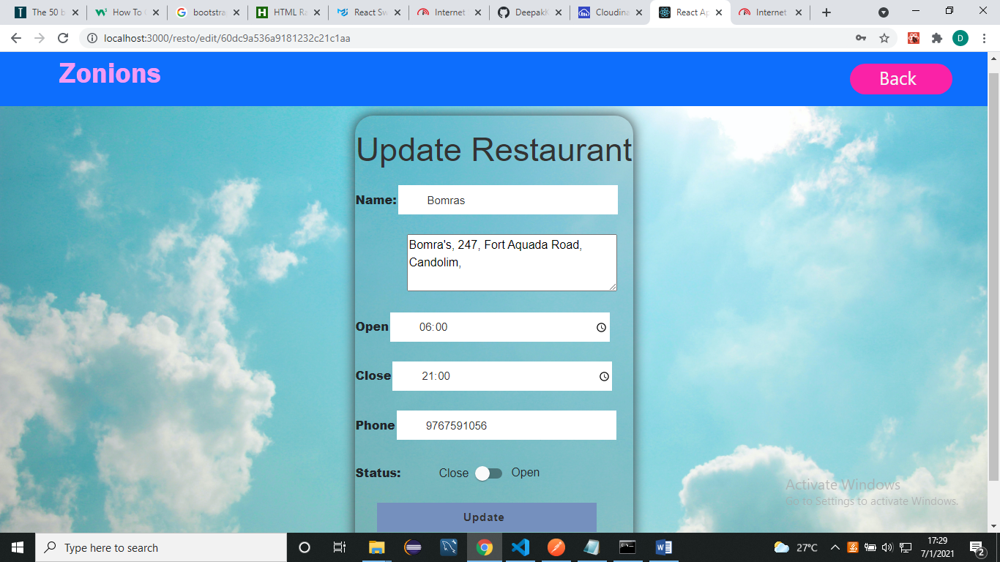 The 50 b
How To C
bootstra
HTML Ra
React Sw
Internet
DeepakK
Cloudina
React Ap
Internet
localhost:3000/resto/edit/60dc9a536a9181232c21c1aa
D
Zonions
Back
Update Restaurant
Name: Bomras
Bomra's, 247, Fort Aquada Road,
Candolim,
Open 06:00
Close 21:00
Phone 9767591056
Status: Close Open
Activate Windows
Go to Settings to activate Windows.
Update
Type here to search
27°C
17:29
7/1/2021
2